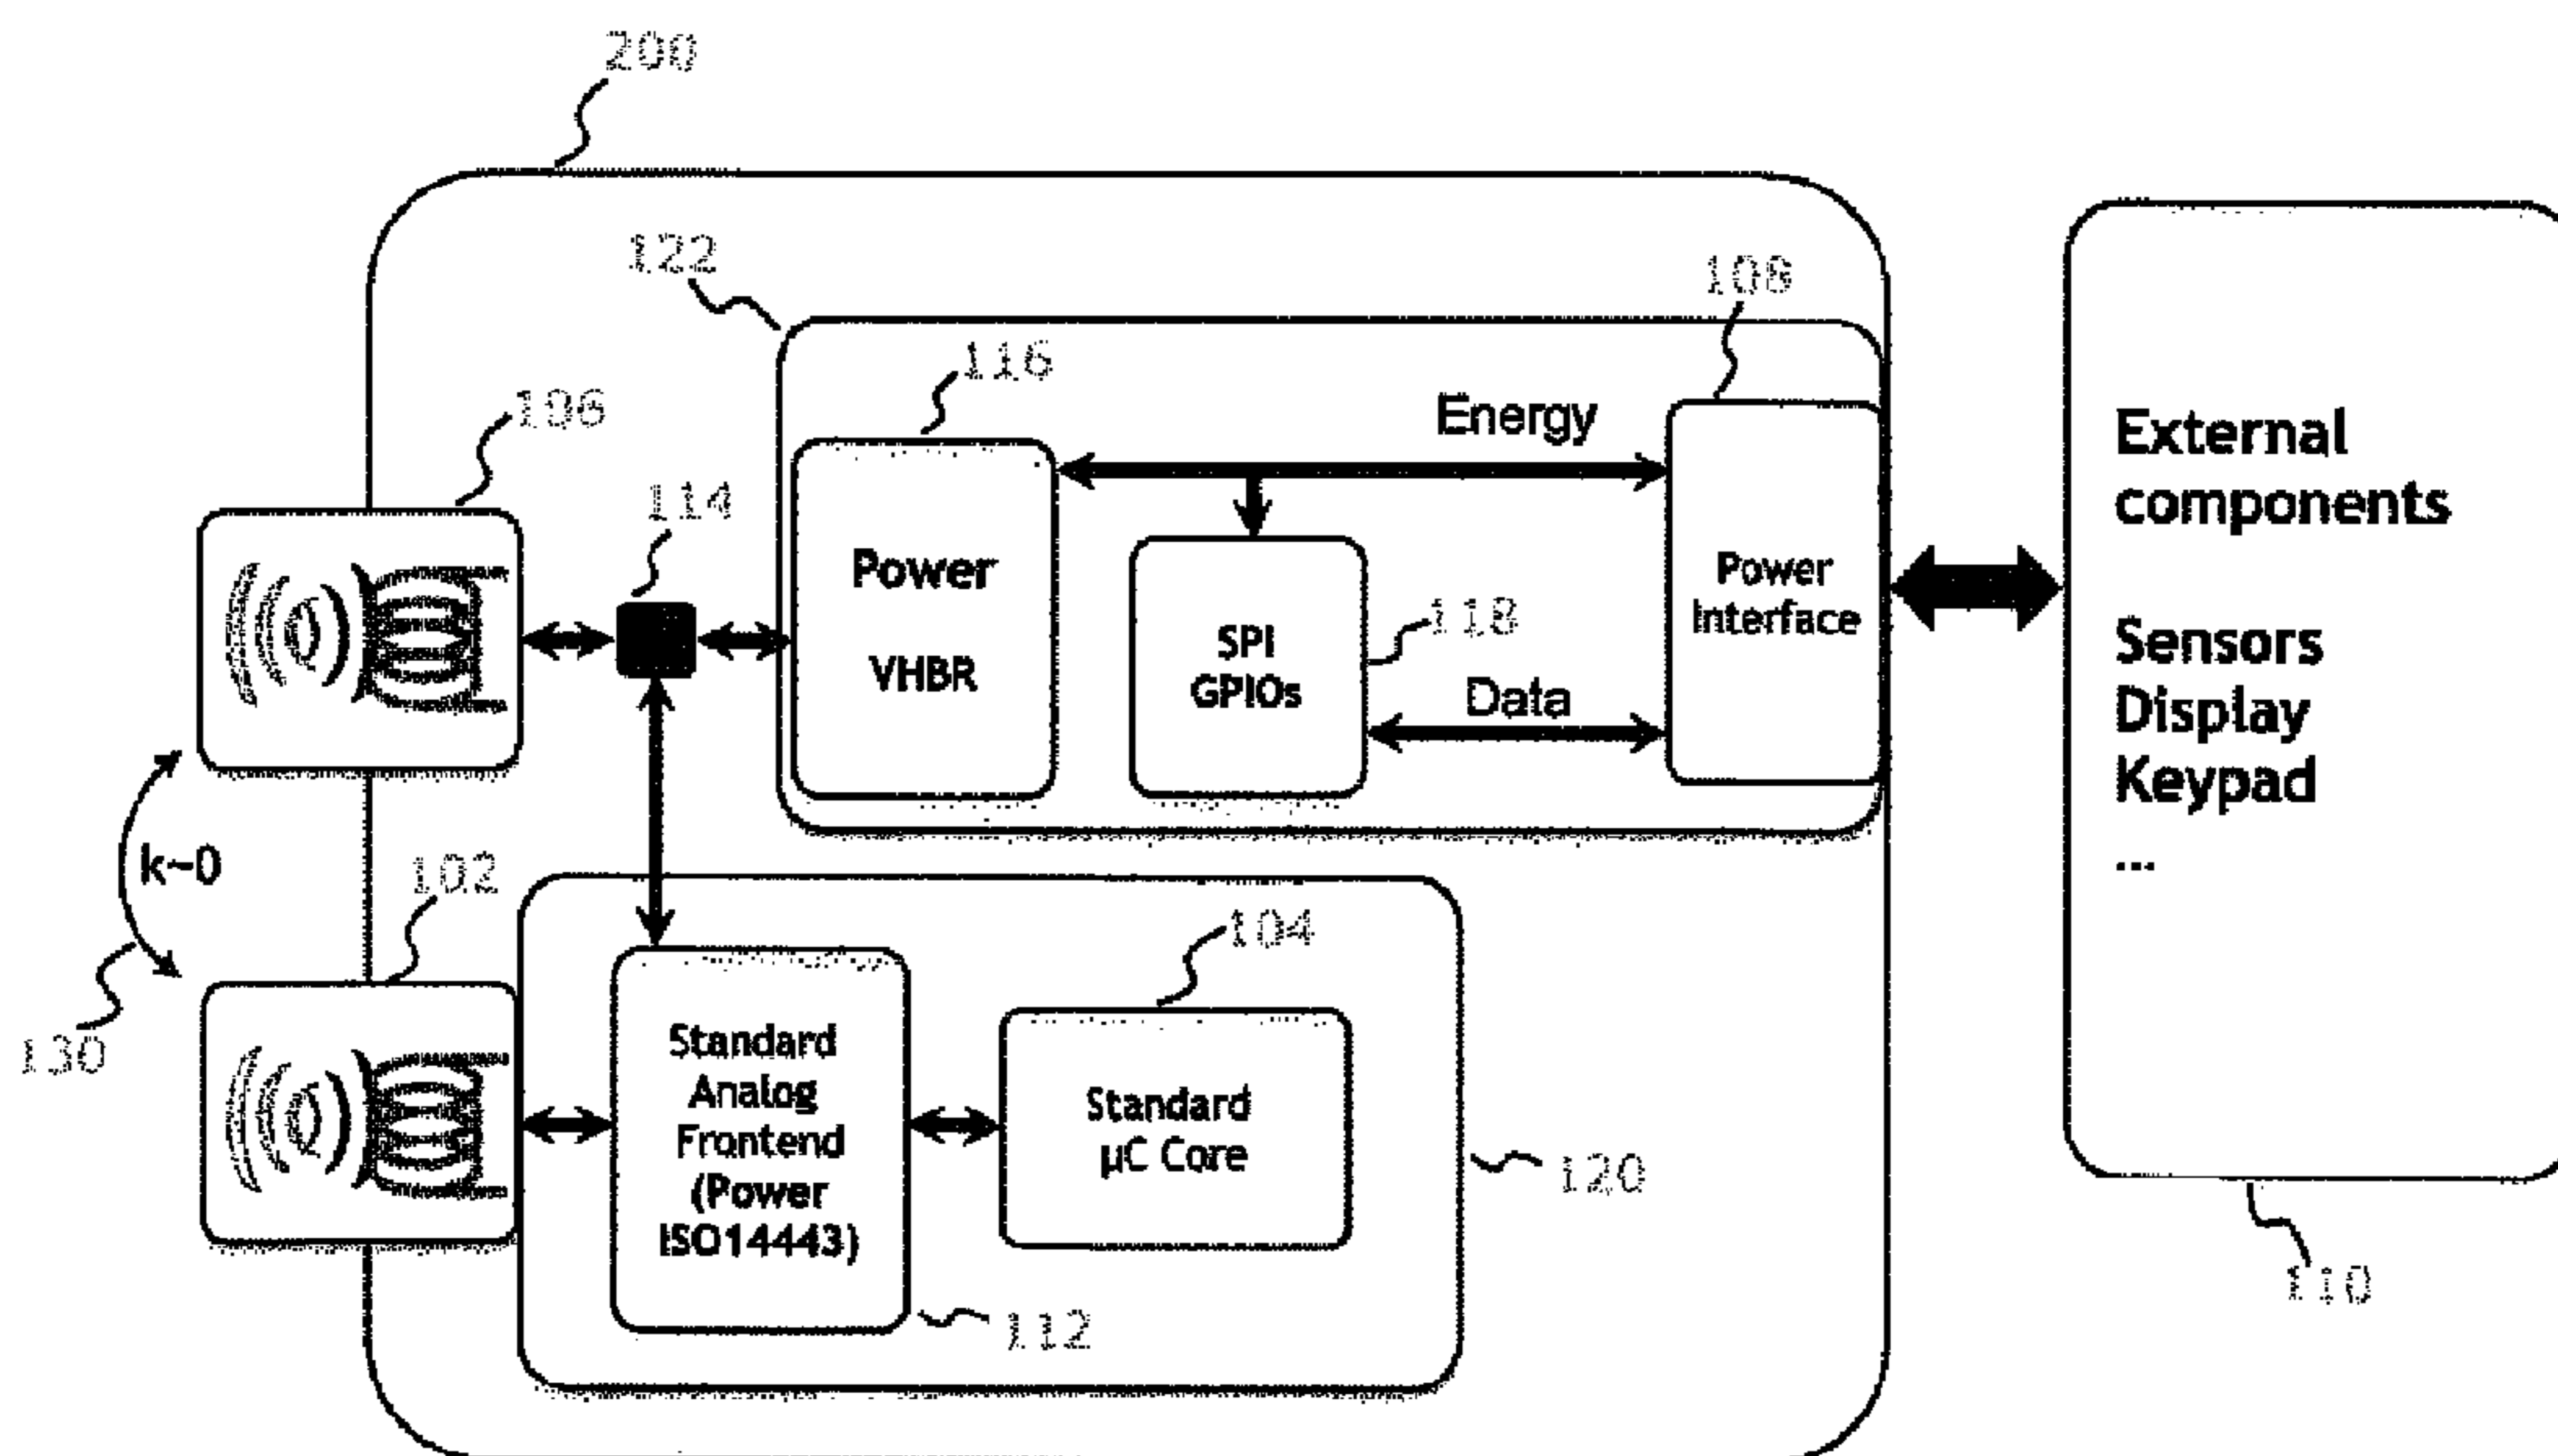 200
122
108
116
106
Energy
114
External
components
Power
VHBR
Power
Interface
SPI
GPIOs
118
Data
Sensors
Display
Keypad
...
k~0
102
104
130
Standard
Analog
Frontend
(Power
ISO14443)
Standard
µC Core
120
112
110